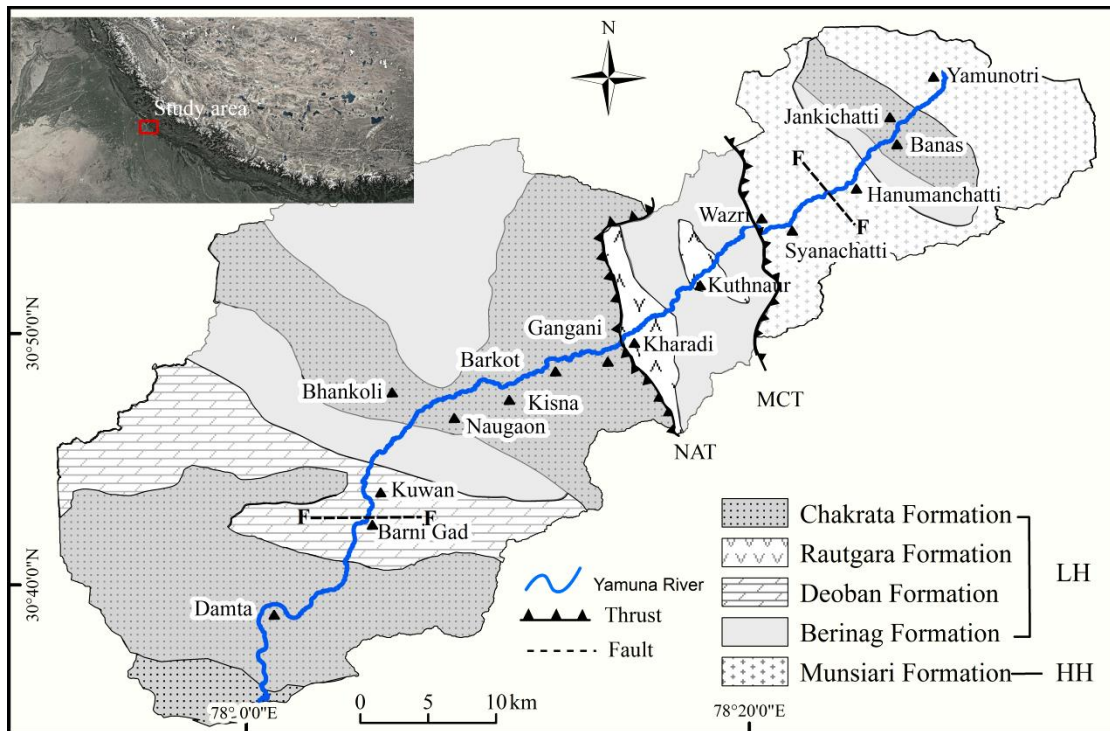 Study area
N
Yamunotri
Jankichatti
Banas
F
Hanumanchatti
Wazri
F
Syanachatti
Kuthnaur
30°50'0"N
Gangani
Kharadi
Barkot
MCT
Bhankoli
Kisna
Naugaon
NAT
Kuwan
F
F
Barni Gad
30°40'0"N
Damta
Chakrata Formation
Rautgara Formation
LH
Deoban Formation
Berinag Formation
Munsiari Formation
HH
Yamuna River
Thrust
Fault
0 5 10 km
78°0'0"E
78°20'0"E